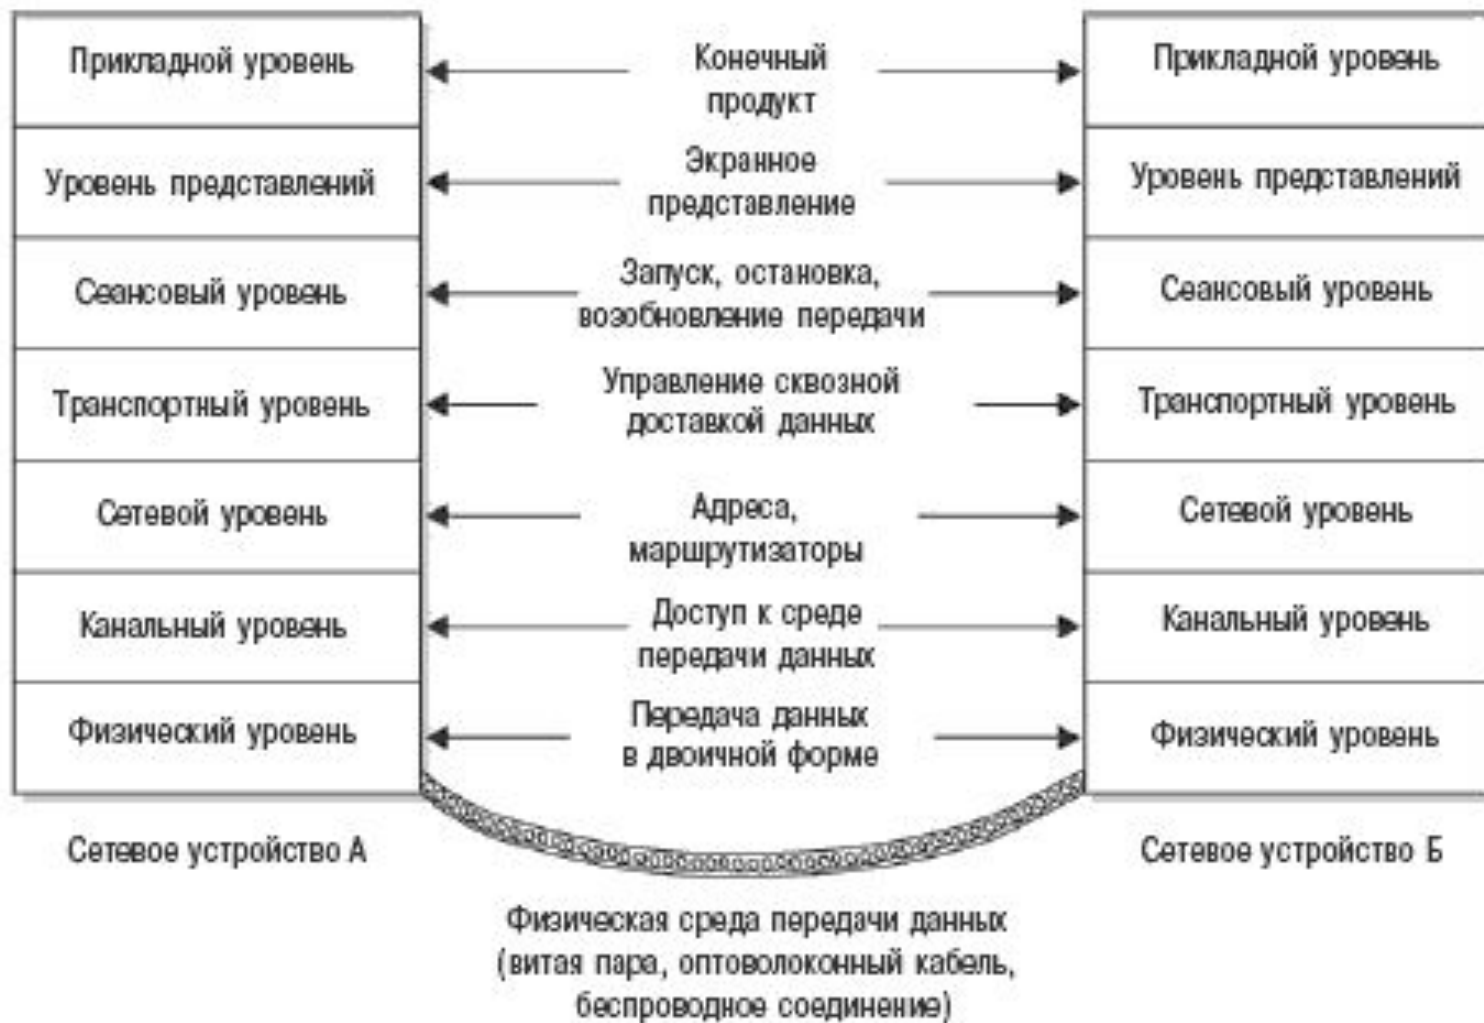 Прикладной уровень
Конечный
продукт
Прикладной уровень
Уровень представлений
Экранное
представление
Уровень представлений
Сеансовый уровень
Запуск, остановка,
возобновление передачи
Сеансовый уровень
Транспортный уровень
Управление сквозной
доставкой данных
Транспортный уровень
Сетевой уровень
Адреса,
маршрутизаторы
Сетевой уровень
Канальный уровень
Доступ к среде
передачи данных
Канальный уровень
Физический уровень
Передача данных
в двоичной форме
Физический уровень
Сетевое устройство А
Сетевое устройство Б
Физическая среда передачи данных
(витая пара, оптоволоконный кабель,
беспроводное соединение)